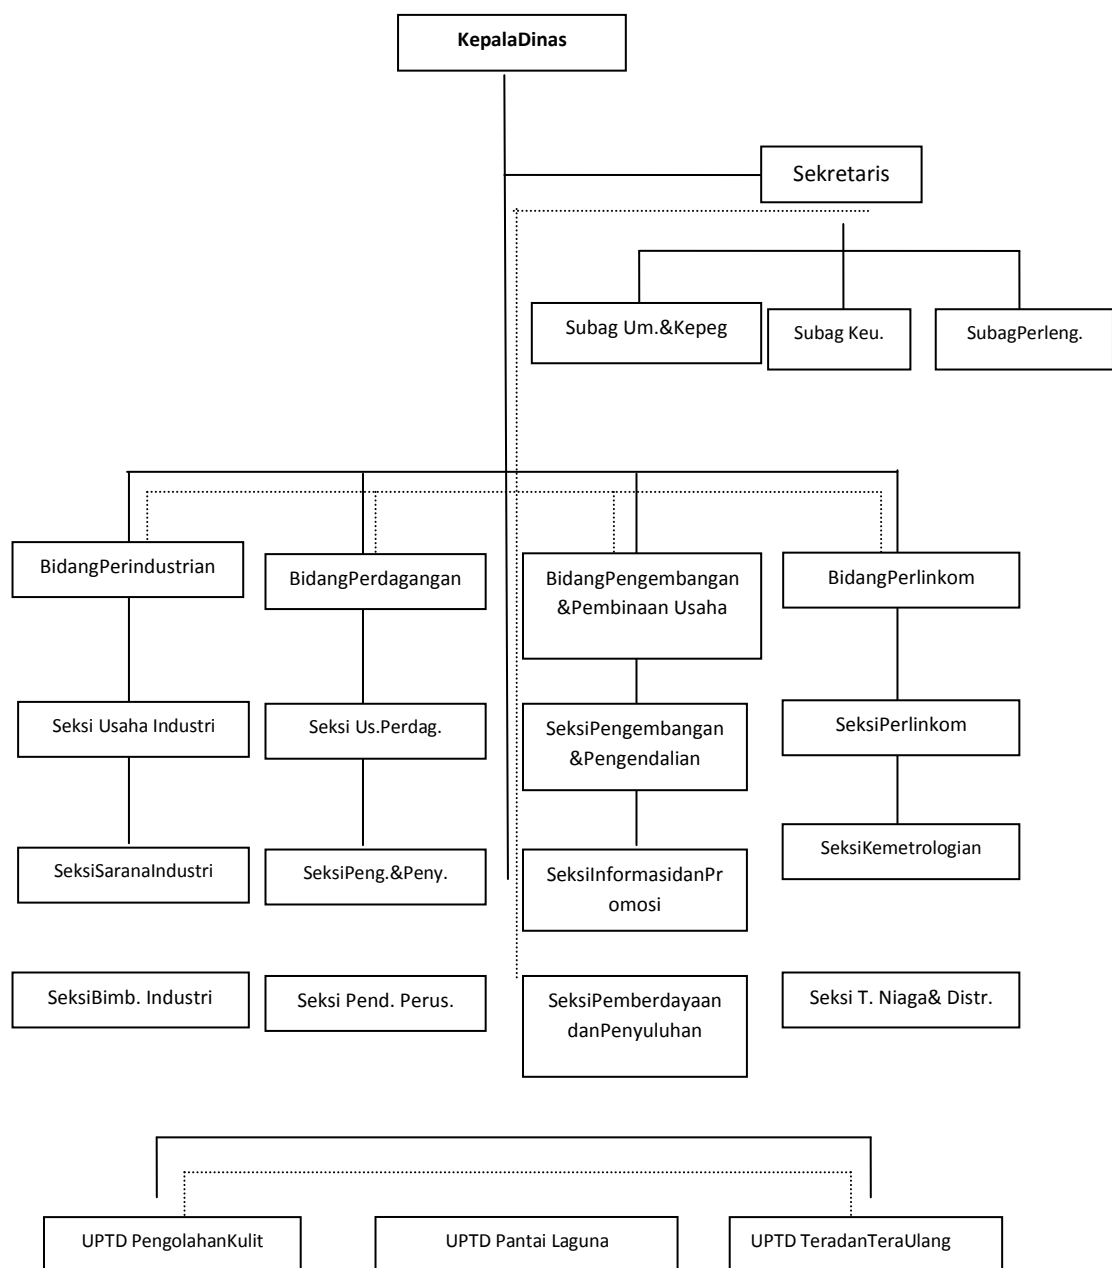 KepalaDinas
Sekretaris
Subag Um.&Kepeg
Subag Keu.
SubagPerleng.
BidangPerindustrian
BidangPerdagangan
BidangPengembangan
&Pembinaan Usaha
BidangPerlinkom
Seksi Usaha Industri
Seksi Us.Perdag.
SeksiPengembangan
&Pengendalian
SeksiPerlinkom
SeksiSaranaIndustri
SeksiPeng.&Peny.
SeksiInformasidanPr
omosi
SeksiKemetrologian
SeksiBimb. Industri
Seksi Pend. Perus.
SeksiPemberdayaan
danPenyuluhan
Seksi T. Niaga& Distr.
UPTD PengolahanKulit
UPTD Pantai Laguna
UPTD TeradanTeraUlang